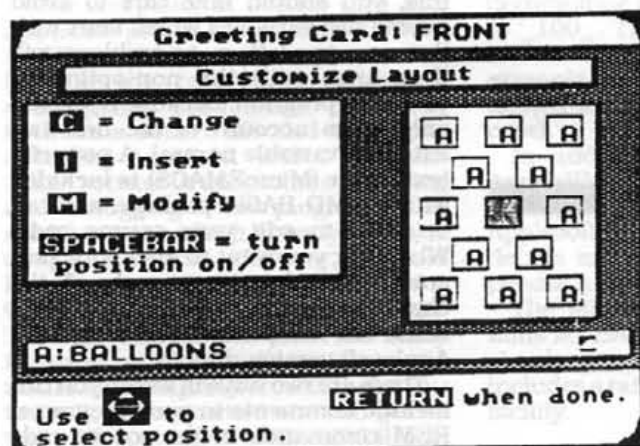 Greeting Card: FRONT
Customize Layout
C = Change
I = Insert
M = Modify
SPACEBAR = turn
position on/off
A A A
A A
A A
A A
A A A
A:BALLOONS
Use to
select position
RETURN when done.